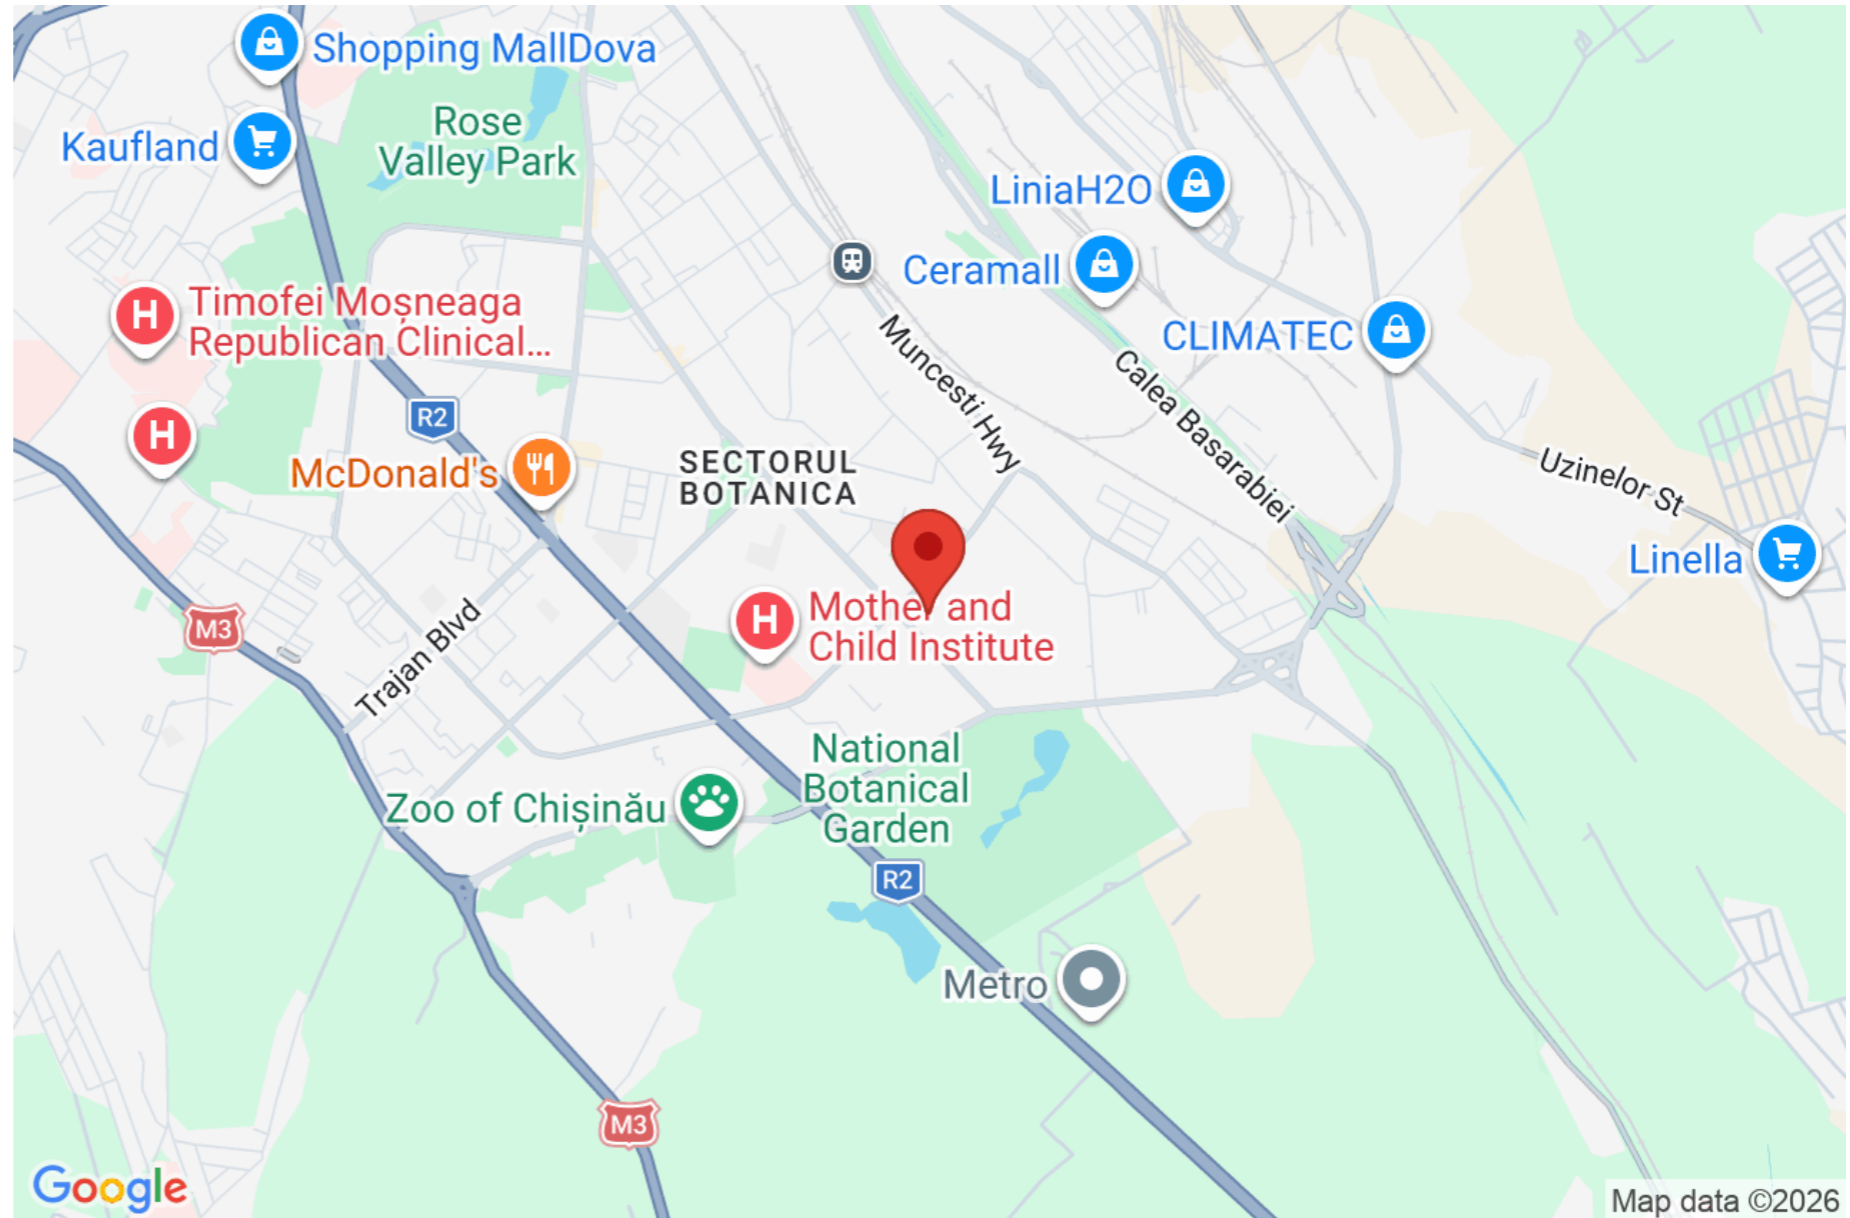 Shopping MallDova
Rose
Valley Park
Kaufland
LiniaH2O
Ceramall
Timofei Moșneaga
Republican Clinical...
H
CLIMATEC
Muncesti Hwy
Calea Basarabiei
R2
H
McDonald's
SECTORUL
BOTANICA
Uzinelor St
Linella
M3
Trajan Blvd
H
Mother and
Child Institute
National
Botanical
Garden
Zoo of Chișinău
R2
Metro
M3
Google
Map data ©2026